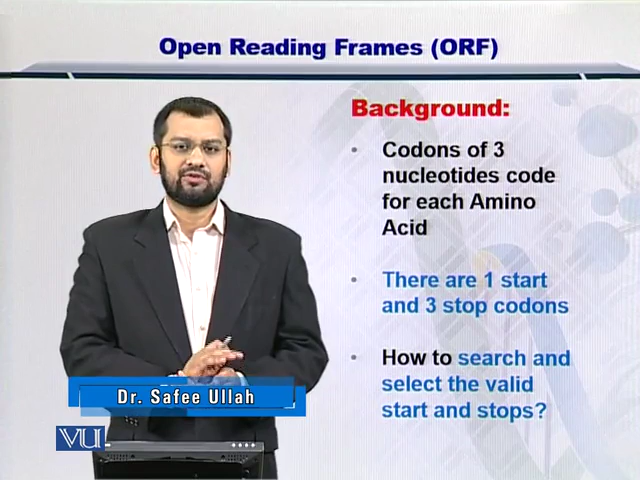 Open Reading Frames (ORF)
Background:
• Codons of 3
nucleotides code
for each Amino
Acid
• There are 1 start
and 3 stop codons
• How to search and
select the valid
start and stops?
Dr. Safee Ullah
VU